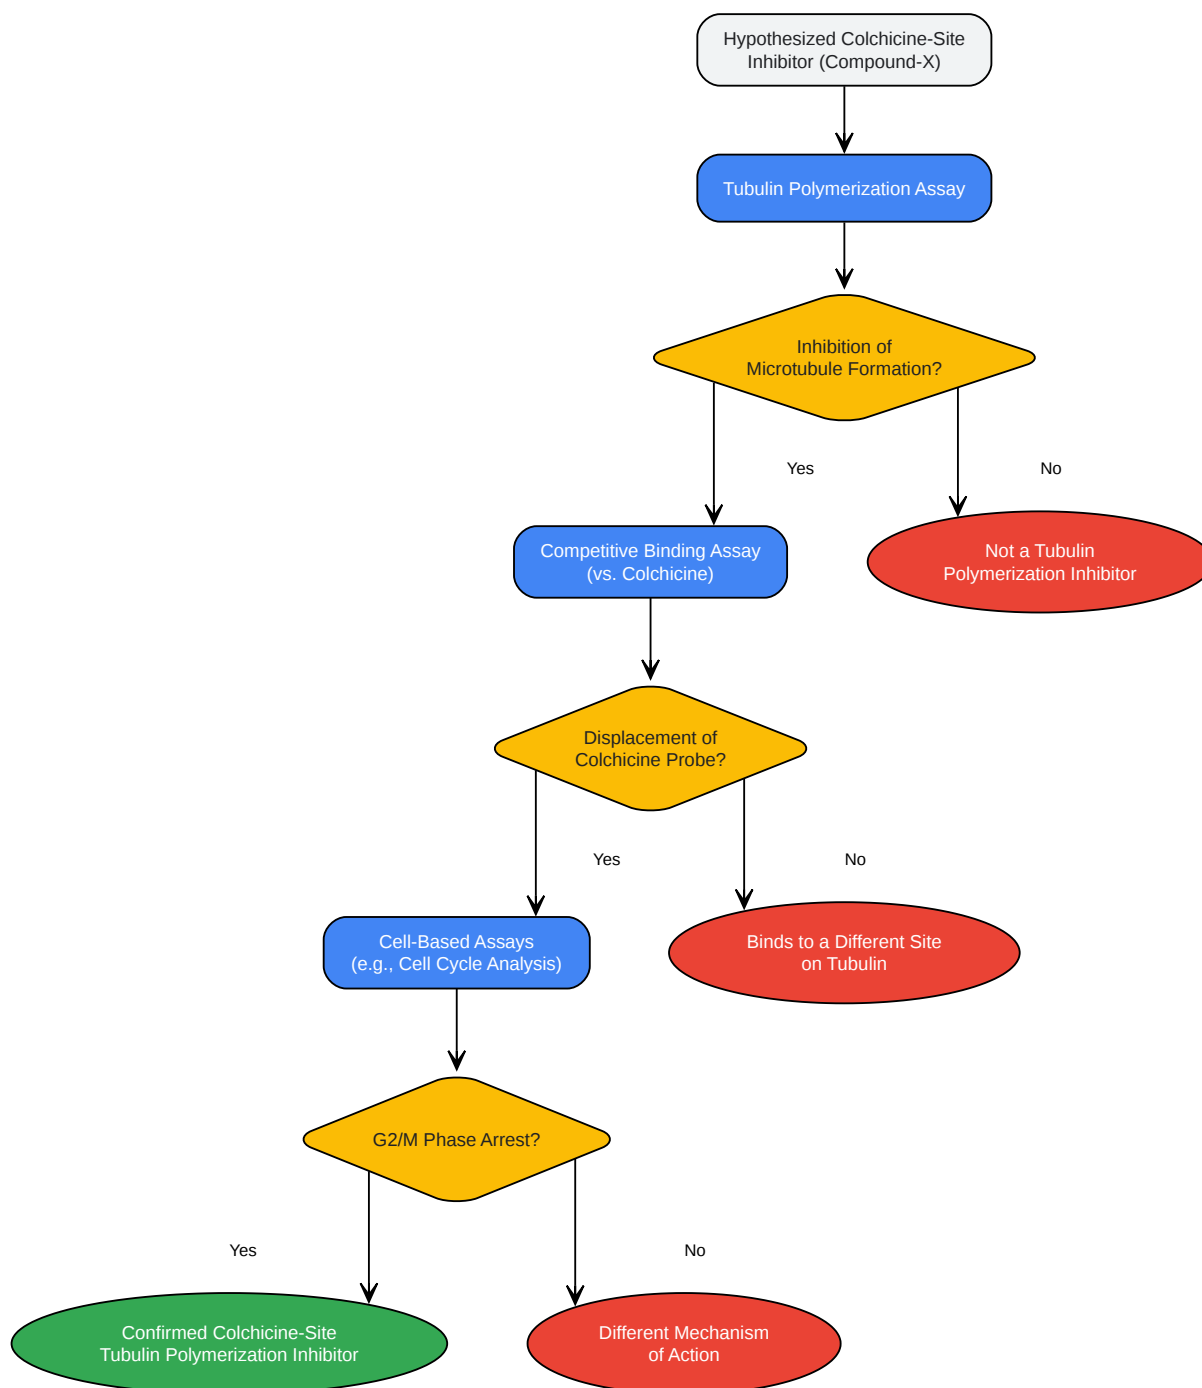 Hypothesized Colchicine-Site
Inhibitor (Compound-X)
Tubulin Polymerization Assay
Inhibition of
Microtubule Formation?
Yes
No
Competitive Binding Assay
(vs. Colchicine)
Not a Tubulin
Polymerization Inhibitor
Displacement of
Colchicine Probe?
Yes
No
Cell-Based Assays
(e.g., Cell Cycle Analysis)
Binds to a Different Site
on Tubulin
G2/M Phase Arrest?
Yes
No
Confirmed Colchicine-Site
Tubulin Polymerization Inhibitor
Different Mechanism
of Action